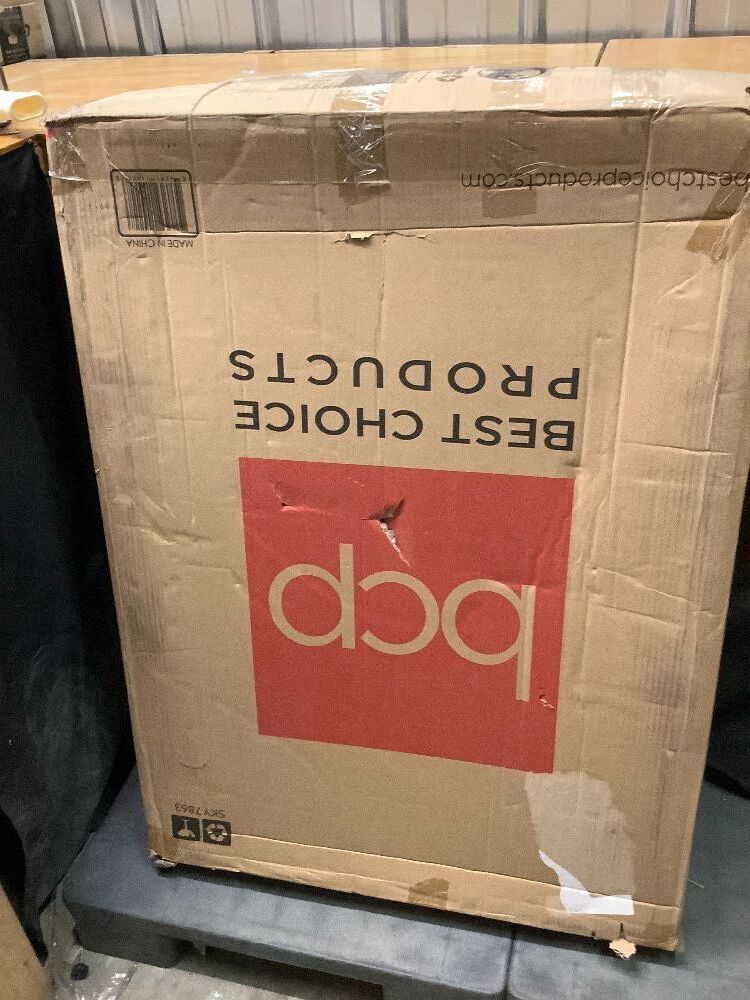 SKY7863
bcp
BEST CHOICE
PRODUCTS
MADE IN CHINA
bestchoiceproducts.com